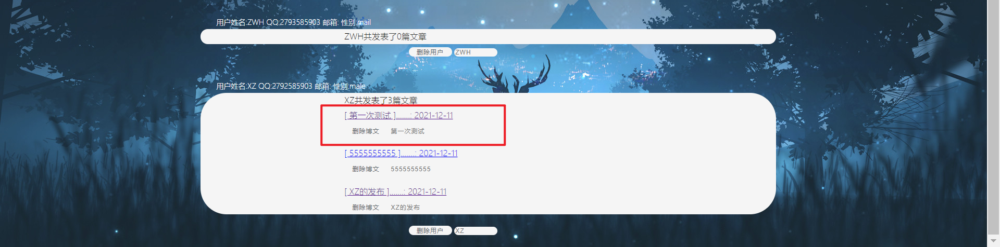 用户姓名:ZWH QQ:2793585903 邮箱: 性别:mail
ZWH共发表了0篇文章
删除用户 ZWH
用户姓名:XZ QQ:2792585903 邮箱: 性别:male
XZ共发表了3篇文章
[ 第一次测试 ].......: 2021-12-11
删除博文 第一次测试
[ 5555555555 ].......: 2021-12-11
删除博文 5555555555
[ XZ的发布 ].......: 2021-12-11
删除博文 XZ的发布
删除用户 XZ